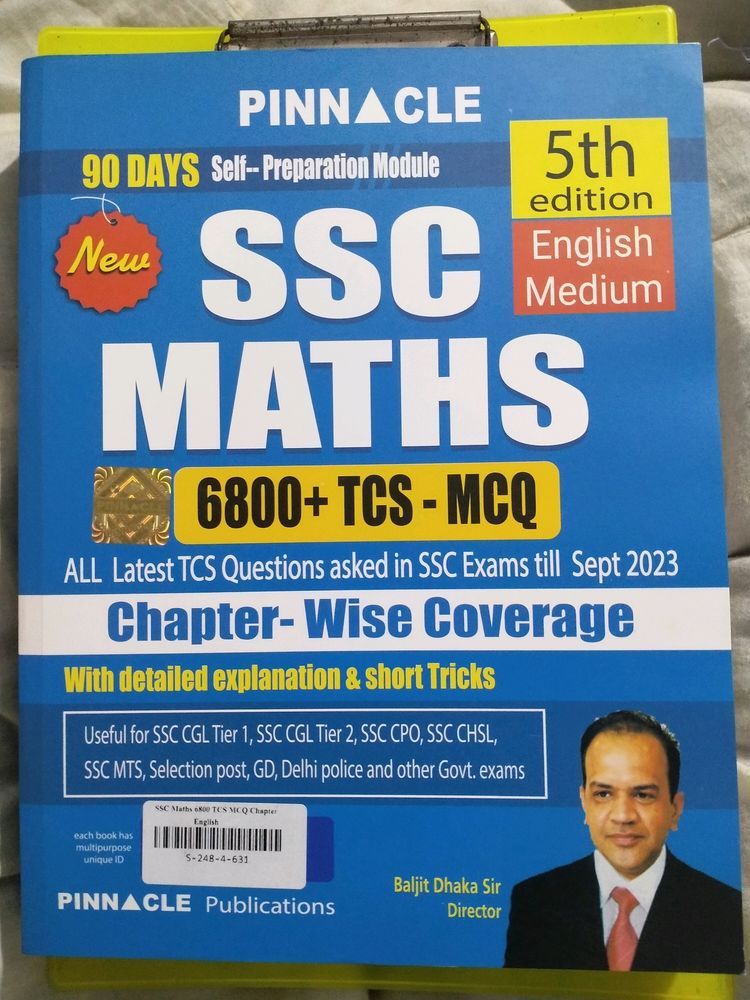 PINNACLE
90 DAYS Self-- Preparation Module
5th
edition
English
Medium
New
SSC
MATHS
PINNACLE
6800+ TCS - MCQ
ALL Latest TCS Questions asked in SSC Exams till Sept 2023
Chapter- Wise Coverage
With detailed explanation & short Tricks
Useful for SSC CGL Tier 1, SSC CGL Tier 2, SSC CPO, SSC CHSL,
SSC MTS, Selection post, GD, Delhi police and other Govt. exams
SSC Maths 6800 TCS MCQ Chapter
English
S-248-4-631
each book has
multipurpose
unique ID
Baljit Dhaka Sir
Director
PINNACLE Publications